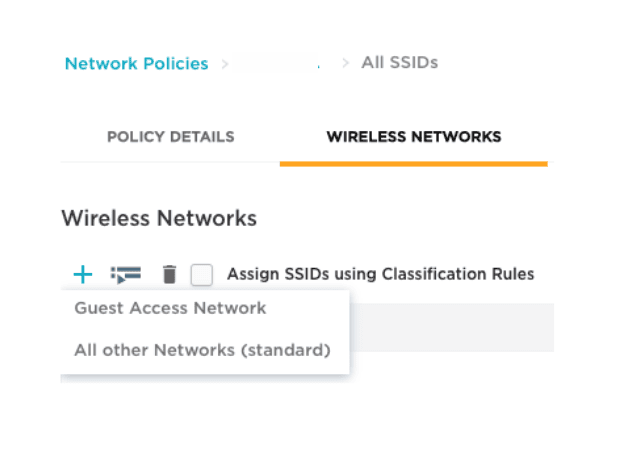 Network Policies > . > All SSIDs
POLICY DETAILS WIRELESS NETWORKS
Wireless Networks
Assign SSIDs using Classification Rules
Guest Access Network
All other Networks (standard)